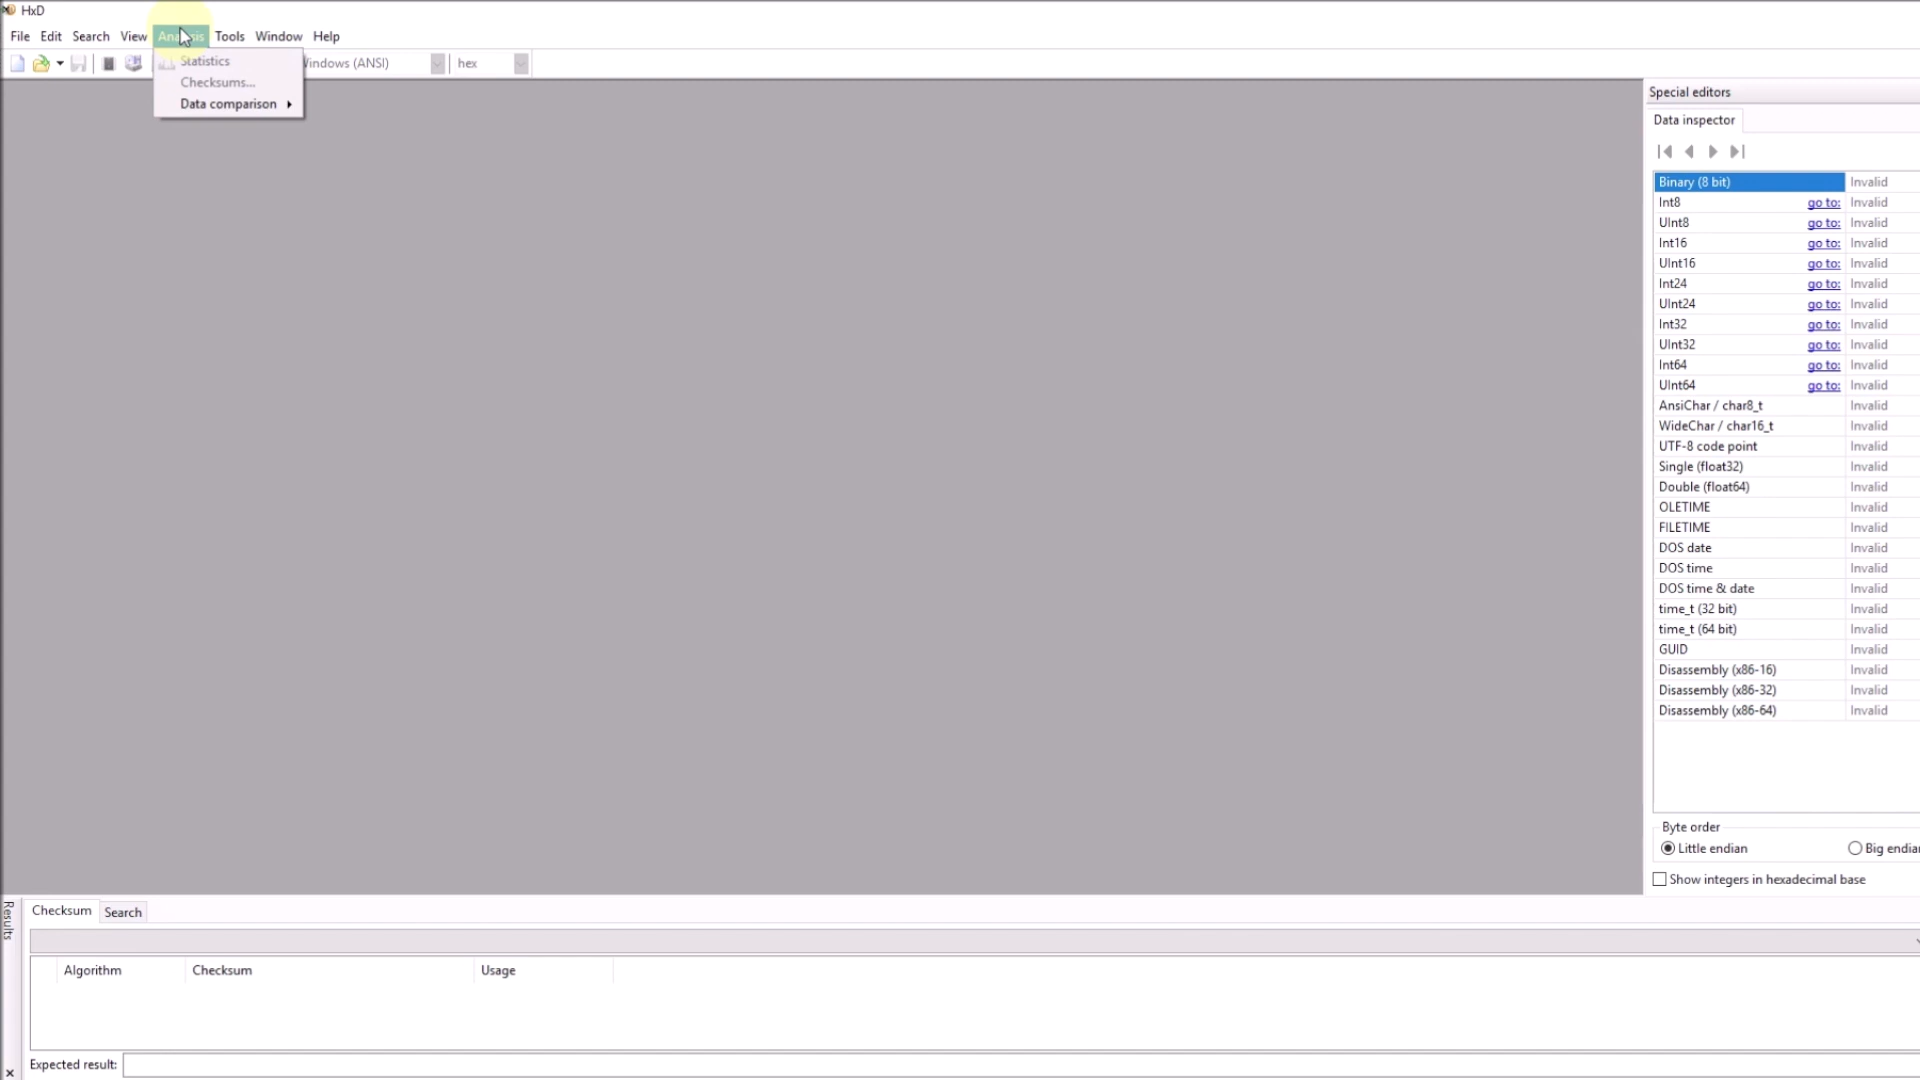 HxD
File Edit Search View Analysis Tools Window Help
Windows (ANSI) hex
Statistics
Checksums...
Data comparison
Special editors
Data inspector
Binary (8 bit) Invalid
Int8 go to: Invalid
UInt8 go to: Invalid
Int16 go to: Invalid
UInt16 go to: Invalid
Int24 go to: Invalid
UInt24 go to: Invalid
Int32 go to: Invalid
UInt32 go to: Invalid
Int64 go to: Invalid
UInt64 go to: Invalid
AnsiChar / char8_t Invalid
WideChar / char16_t Invalid
UTF-8 code point Invalid
Single (float32) Invalid
Double (float64) Invalid
OLETIME Invalid
FILETIME Invalid
DOS date Invalid
DOS time Invalid
DOS time & date Invalid
time_t (32 bit) Invalid
time_t (64 bit) Invalid
GUID Invalid
Disassembly (x86-16) Invalid
Disassembly (x86-32) Invalid
Disassembly (x86-64) Invalid
Byte order
Little endian Big endian
Show integers in hexadecimal base
Results
Checksum Search
Algorithm Checksum Usage
Expected result: